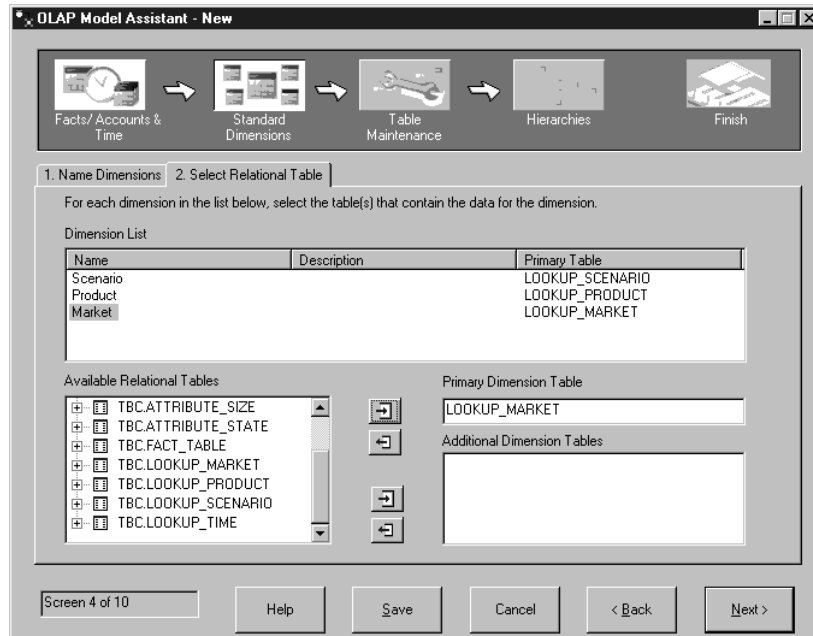 OLAP Model Assistant - New
Facts/ Accounts & Time
Standard Dimensions
Table Maintenance
Hierarchies
Finish
1. Name Dimensions
2. Select Relational Table
For each dimension in the list below, select the table(s) that contain the data for the dimension.
Dimension List
Name Description Primary Table
Scenario LOOKUP_SCENARIO
Product LOOKUP_PRODUCT
Market LOOKUP_MARKET
Available Relational Tables
TBC.ATTRIBUTE_SIZE
TBC.ATTRIBUTE_STATE
TBC.FACT_TABLE
TBC.LOOKUP_MARKET
TBC.LOOKUP_PRODUCT
TBC.LOOKUP_SCENARIO
TBC.LOOKUP_TIME
Primary Dimension Table
LOOKUP_MARKET
Additional Dimension Tables
Screen 4 of 10
Help
Save
Cancel
< Back
Next >